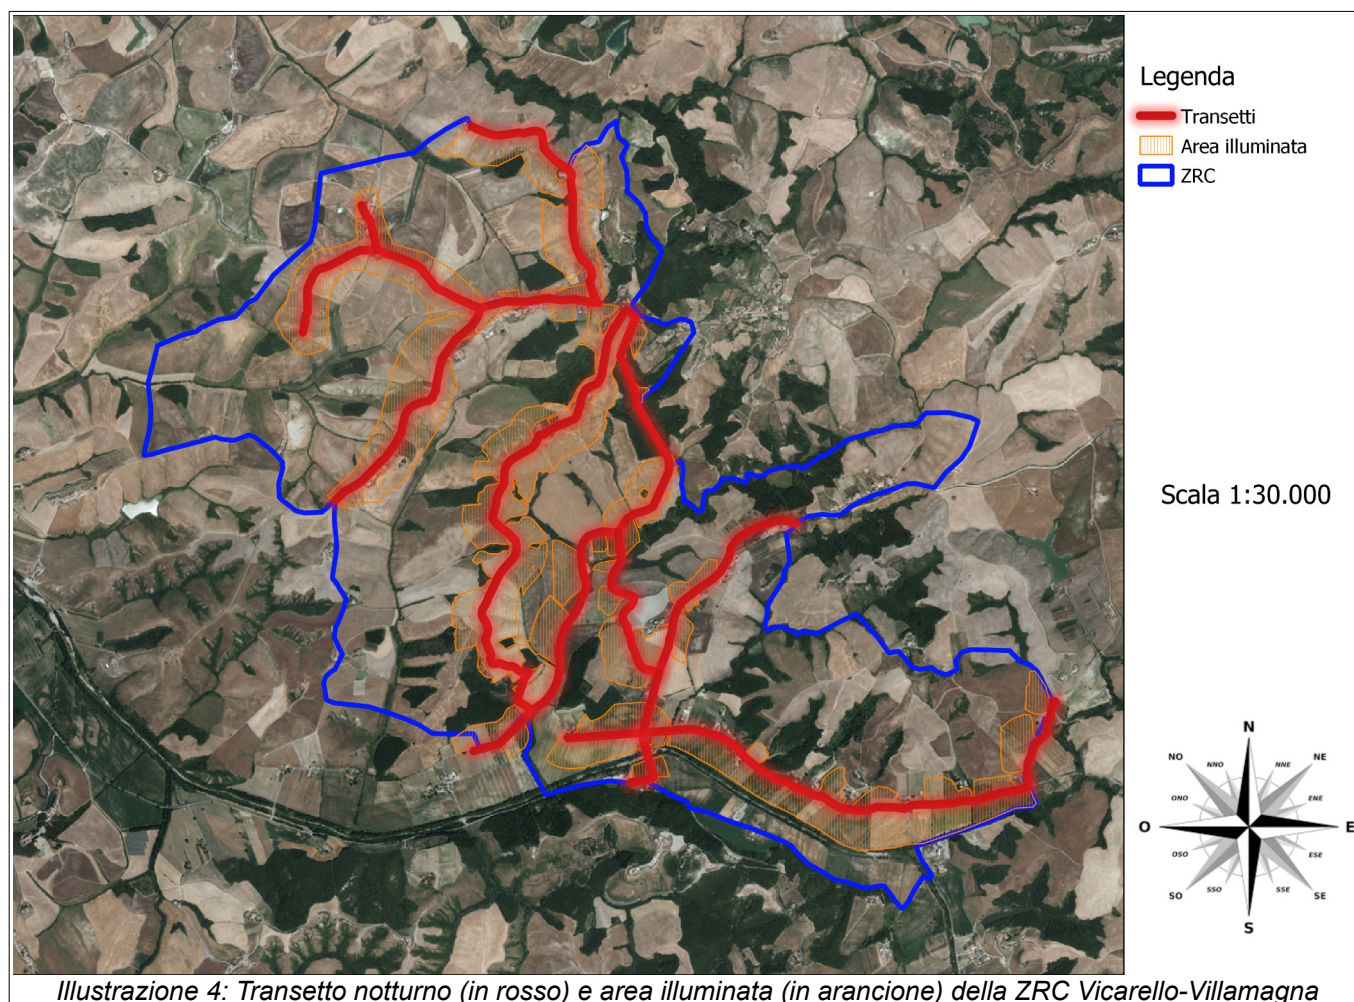 Legenda
Transetti
Area illuminata
ZRC
Scala 1:30.000
N
NNO
NNE
NO
NE
ONO
ENE
O
E
OSO
ESE
SO
SE
SSO
SSE
S
Illustrazione 4: Transetto notturno (in rosso) e area illuminata (in arancione) della ZRC Vicarello-Villamagna